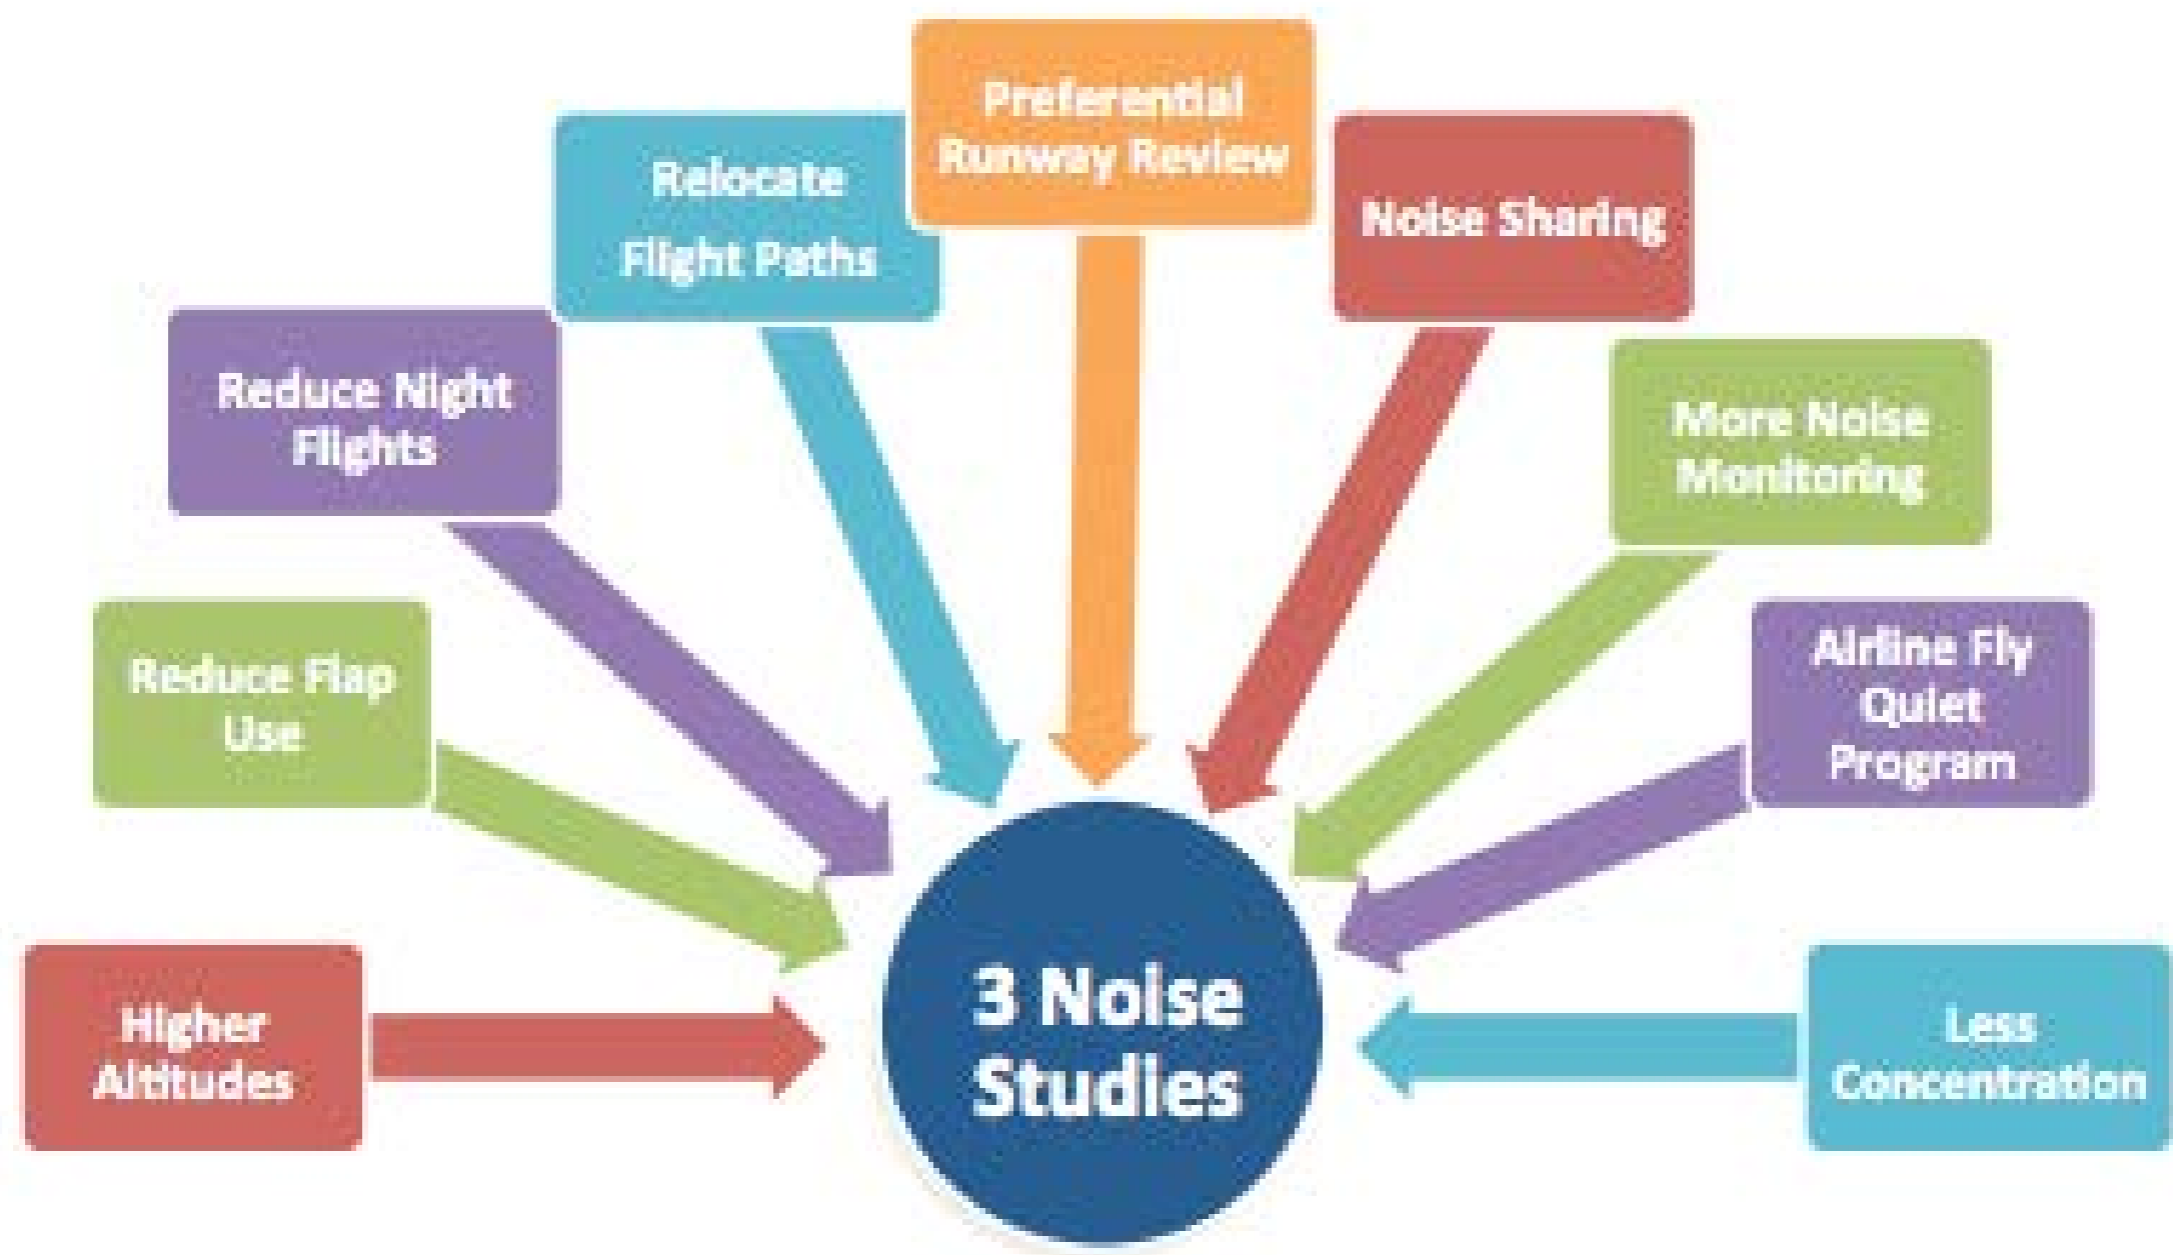 Preferential
Runway Review
Relocate
Flight Paths
Noise Sharing
Reduce Night
Flights
More Noise
Monitoring
Reduce Flap
Use
Airline Fly
Quiet
Program
Higher
Altitudes
3 Noise
Studies
Less
Concentration